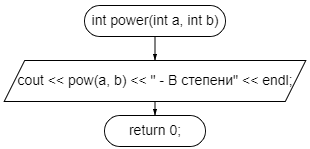 int power(int a, int b)
cout << pow(a, b) << " - В степени" << endl;
return 0;